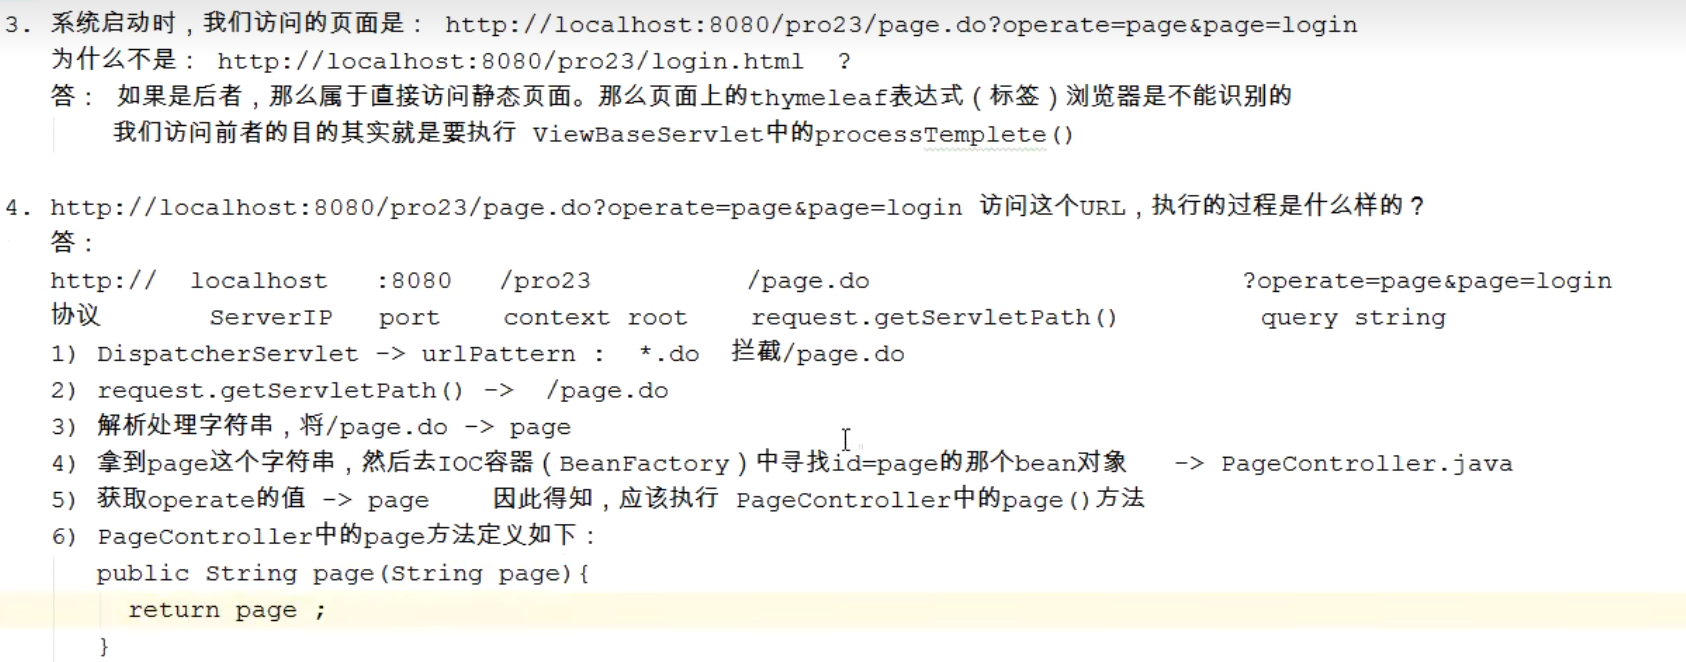 3. 系统启动时，我们访问的页面是： http://localhost:8080/pro23/page.do?operate=page&page=login
为什么不是： http://localhost:8080/pro23/login.html ？
答： 如果是后者，那么属于直接访问静态页面。那么页面上的thymeleaf表达式（标签）浏览器是不能识别的
我们访问前者的目的其实就是要执行 ViewBaseServlet中的processTemplete()
4. http://localhost:8080/pro23/page.do?operate=page&page=login 访问这个URL，执行的过程是什么样的？
答：
http:// localhost :8080 /pro23 /page.do ?operate=page&page=login
协议 ServerIP port context root request.getServletPath() query string
1) DispatcherServlet -> urlPattern : *.do 拦截/page.do
2) request.getServletPath() -> /page.do
3) 解析处理字符串，将/page.do -> page
4) 拿到page这个字符串，然后去IOC容器（BeanFactory）中寻找id=page的那个bean对象 -> PageController.java
5) 获取operate的值 -> page 因此得知，应该执行 PageController中的page()方法
6) PageController中的page方法定义如下：
public String page(String page){
return page ;
}